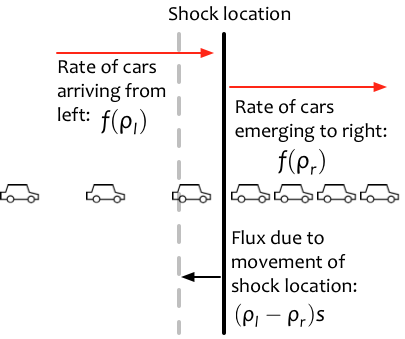 Shock location
Rate of cars
arriving from
left: f(ρₗ)
Rate of cars
emerging to right:
f(ρᵣ)
Flux due to
movement of
shock location:
(ρₗ − ρᵣ)s